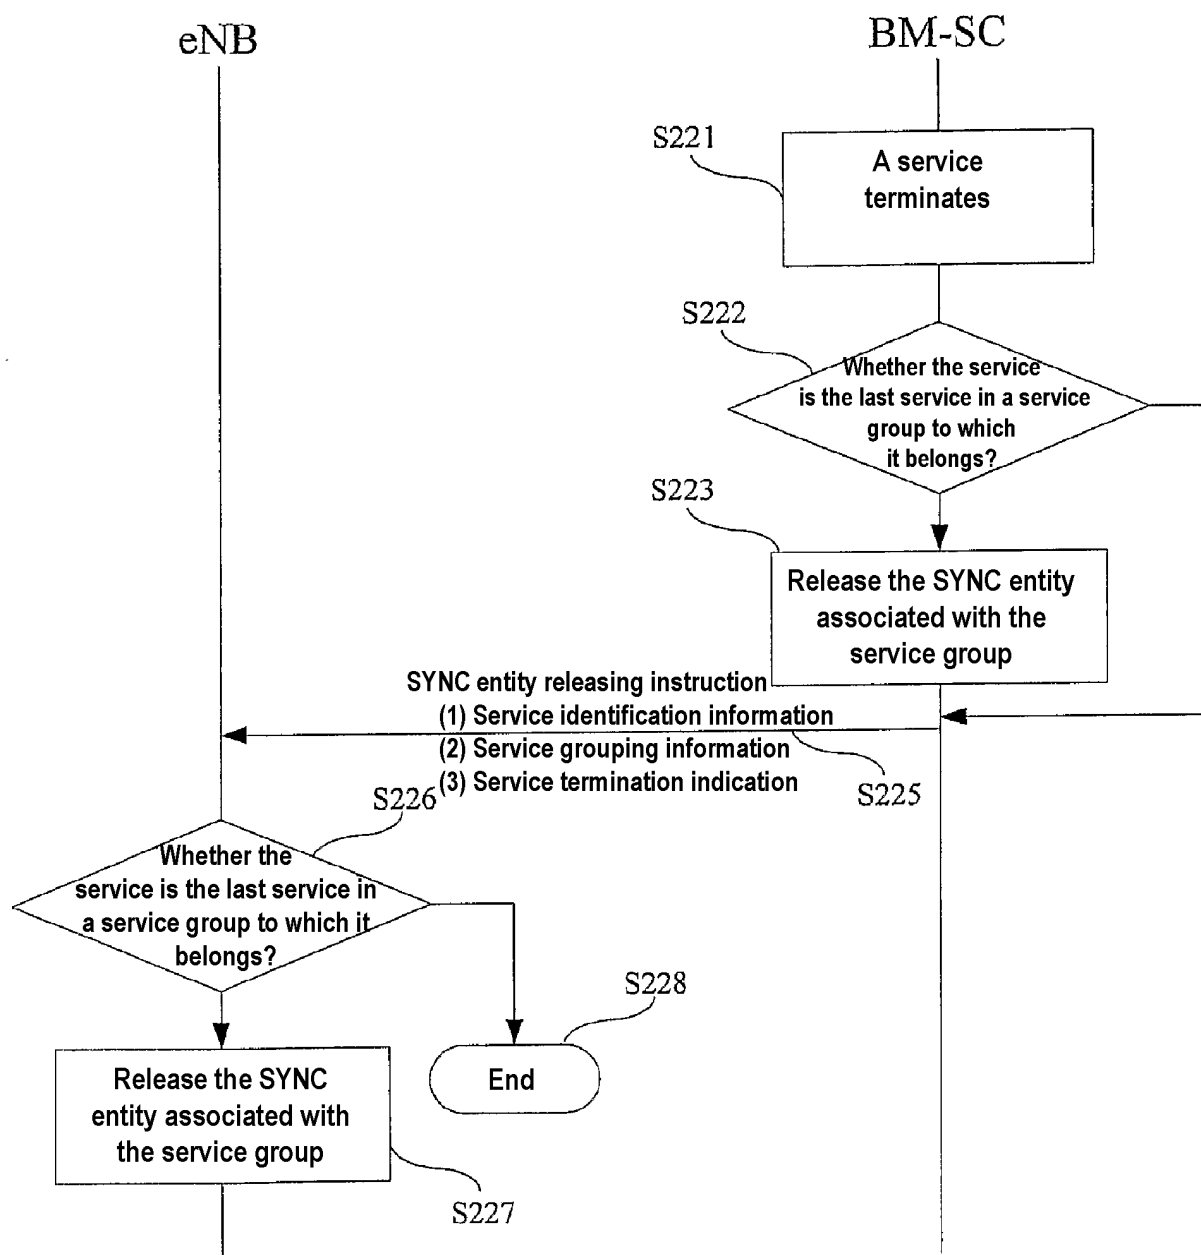 eNB
BM-SC
S221
A service
terminates
S222
Whether the service
is the last service in a service
group to which
it belongs?
S223
Release the SYNC entity
associated with the
service group
SYNC entity releasing instruction
(1) Service identification information
(2) Service grouping information
(3) Service termination indication
S225
S226
Whether the
service is the last service in
a service group to which it
belongs?
S228
End
Release the SYNC
entity associated with
the service group
S227